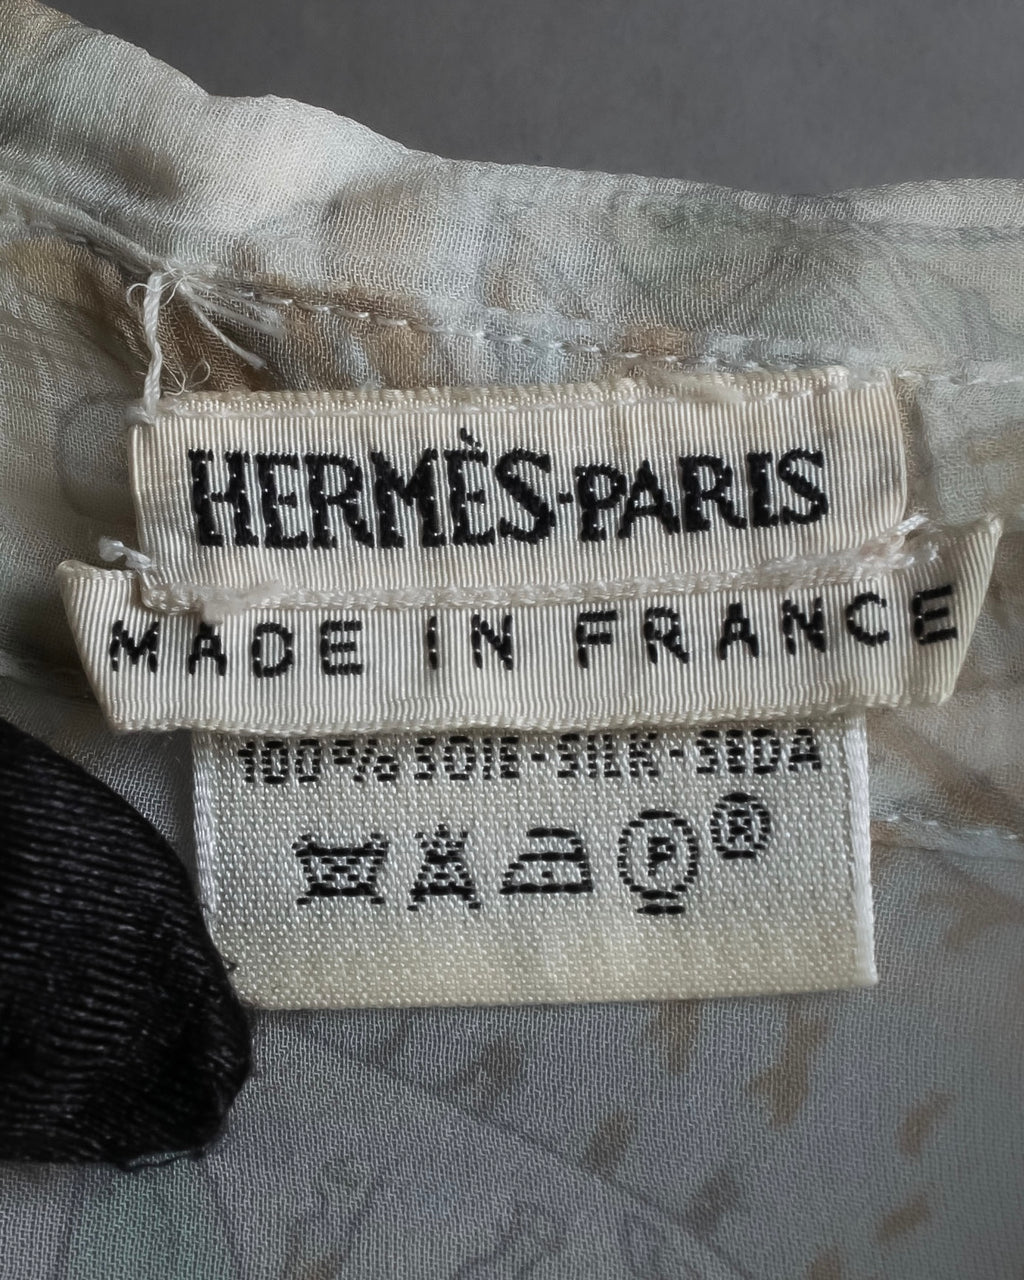 HERMÈS-PARIS
MADE IN FRANCE
100% SOIE-SILK-SEDA
P ®